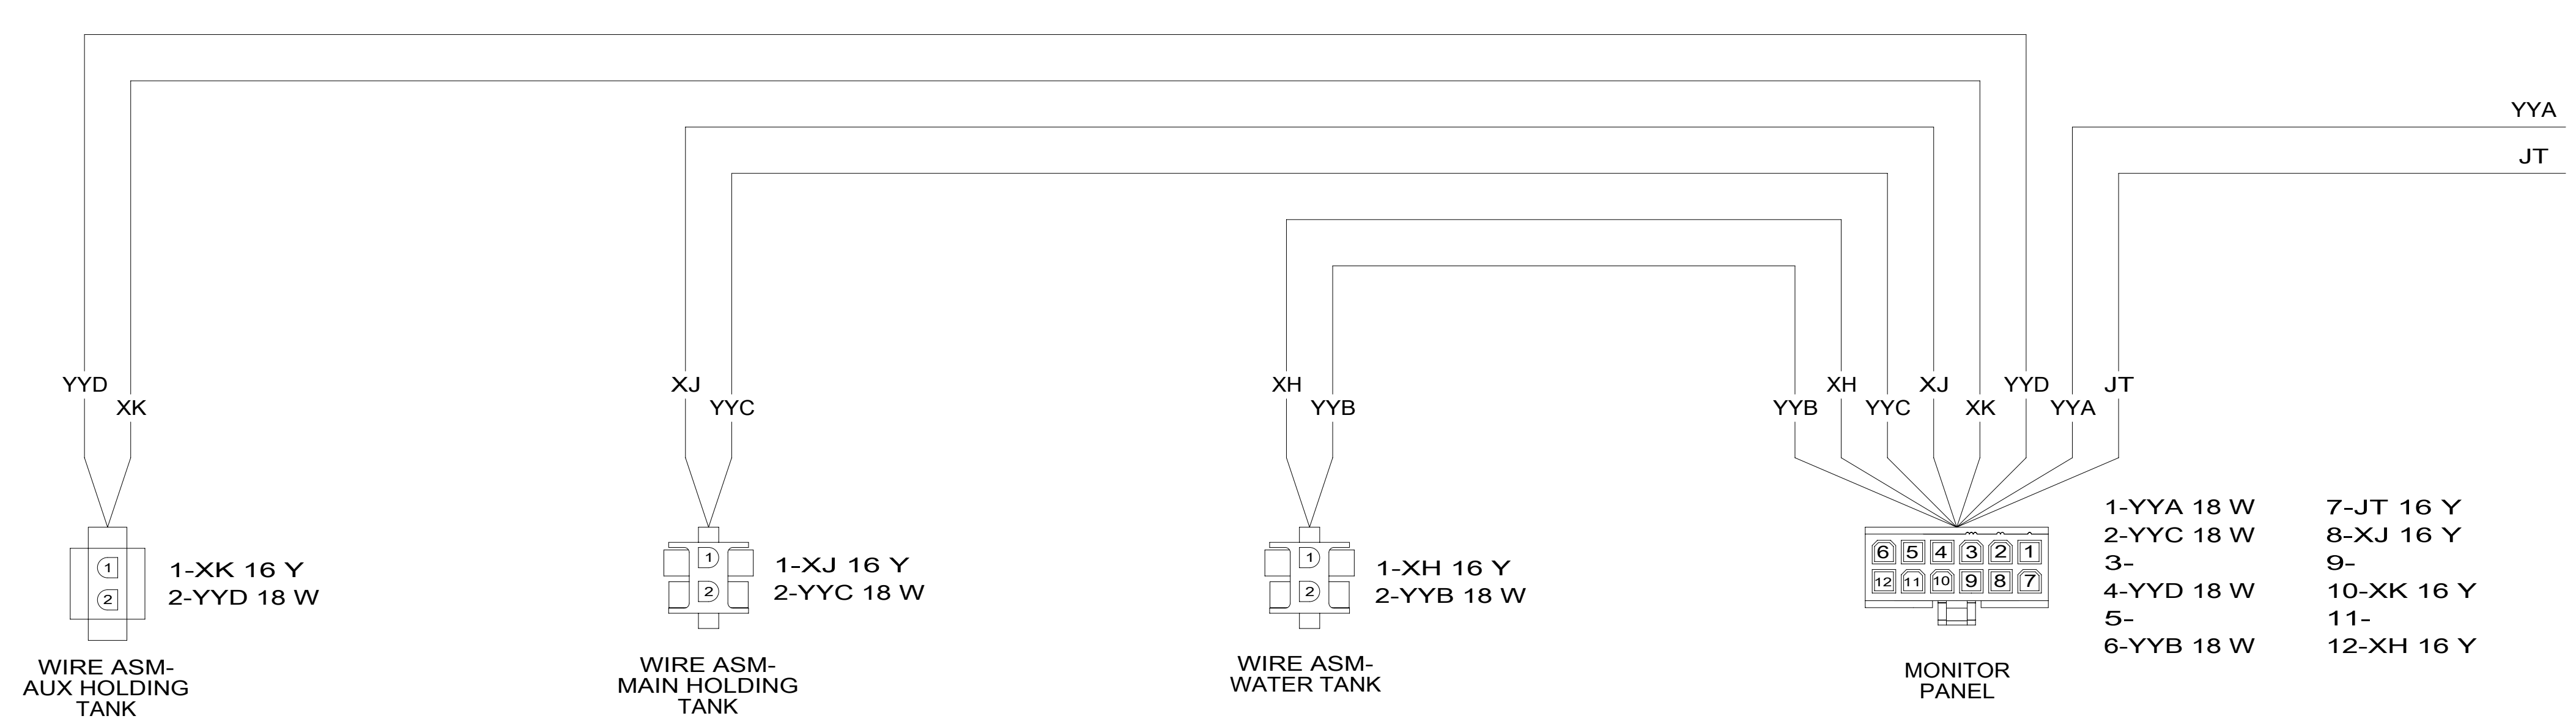 YYA
JT
YYD
XK
XJ
YYC
XH
YYB
YYB
XH
YYC
XJ
XK
YYD
YYA
JT
1
2
1-XK 16 Y
2-YYD 18 W
WIRE ASM-
AUX HOLDING
TANK
1
2
1-XJ 16 Y
2-YYC 18 W
WIRE ASM-
MAIN HOLDING
TANK
1
2
1-XH 16 Y
2-YYB 18 W
WIRE ASM-
WATER TANK
6 5 4 3 2 1
12 11 10 9 8 7
MONITOR
PANEL
1-YYA 18 W
2-YYC 18 W
3-
4-YYD 18 W
5-
6-YYB 18 W
7-JT 16 Y
8-XJ 16 Y
9-
10-XK 16 Y
11-
12-XH 16 Y